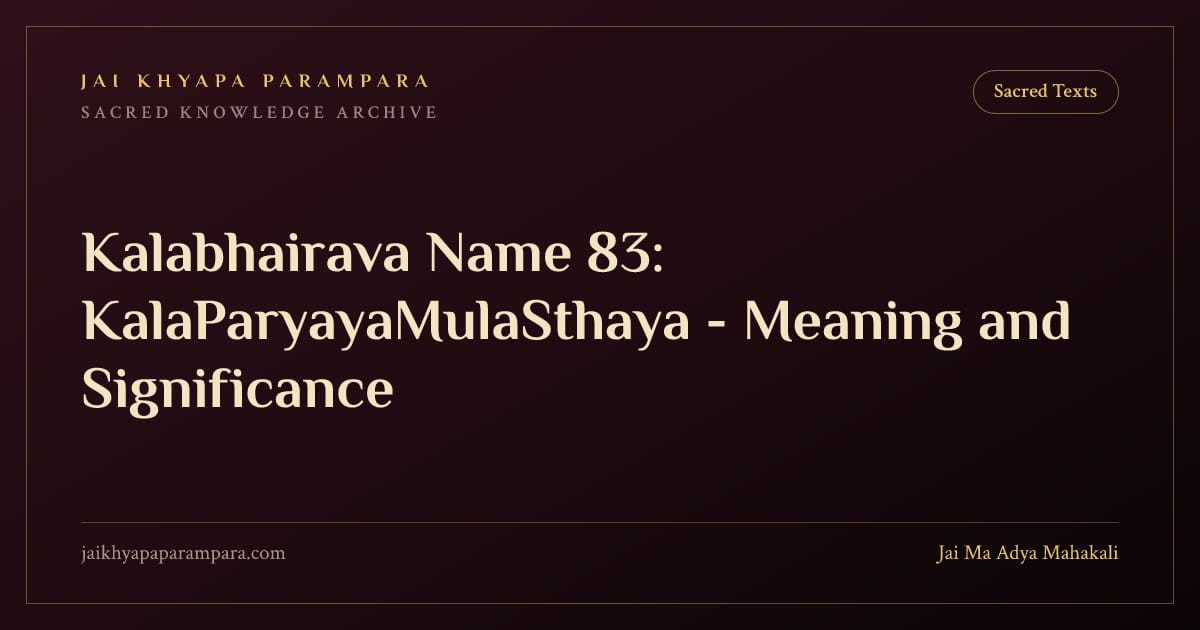 JAI KHYAPA PARAMPARA
SACRED KNOWLEDGE ARCHIVE
Sacred Texts
Kalabhairava Name 83:
KalaParyayaMulaSthaya - Meaning and
Significance
jaikhyapaparampara.com
Jai Ma Adya Mahakali